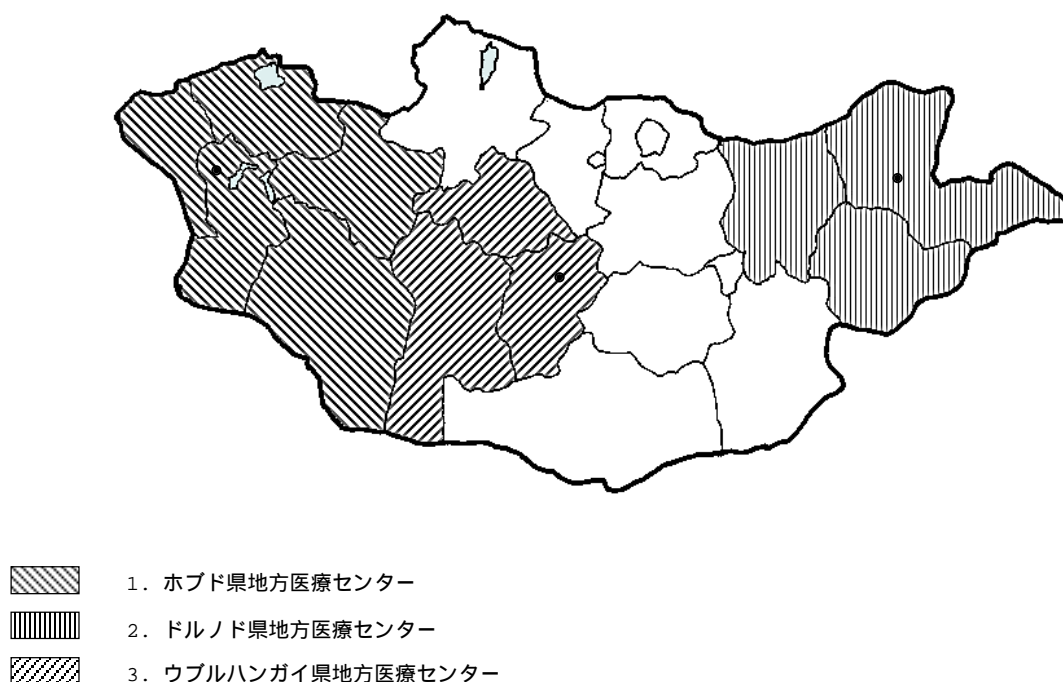 1. ホブド県地方医療センター
2. ドルノド県地方医療センター
3. ウブルハンガイ県地方医療センター